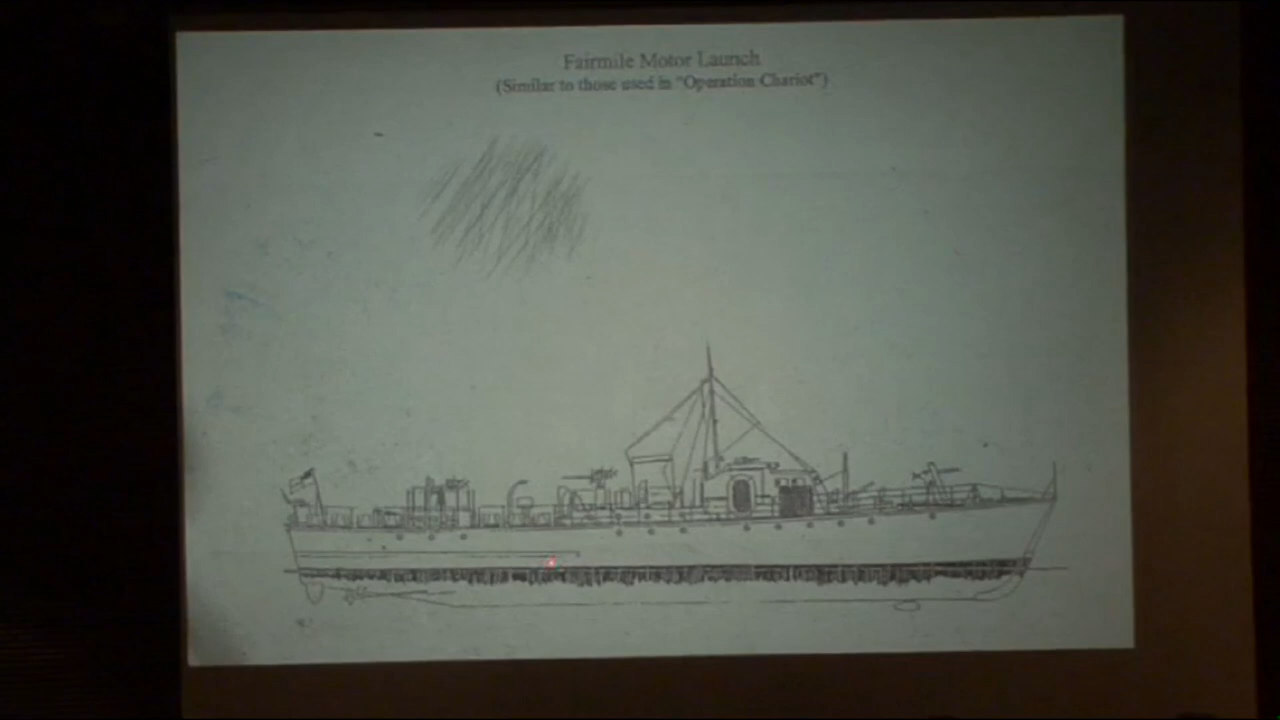 Fairmile Motor Launch
(Similar to those used in "Operation Chariot")